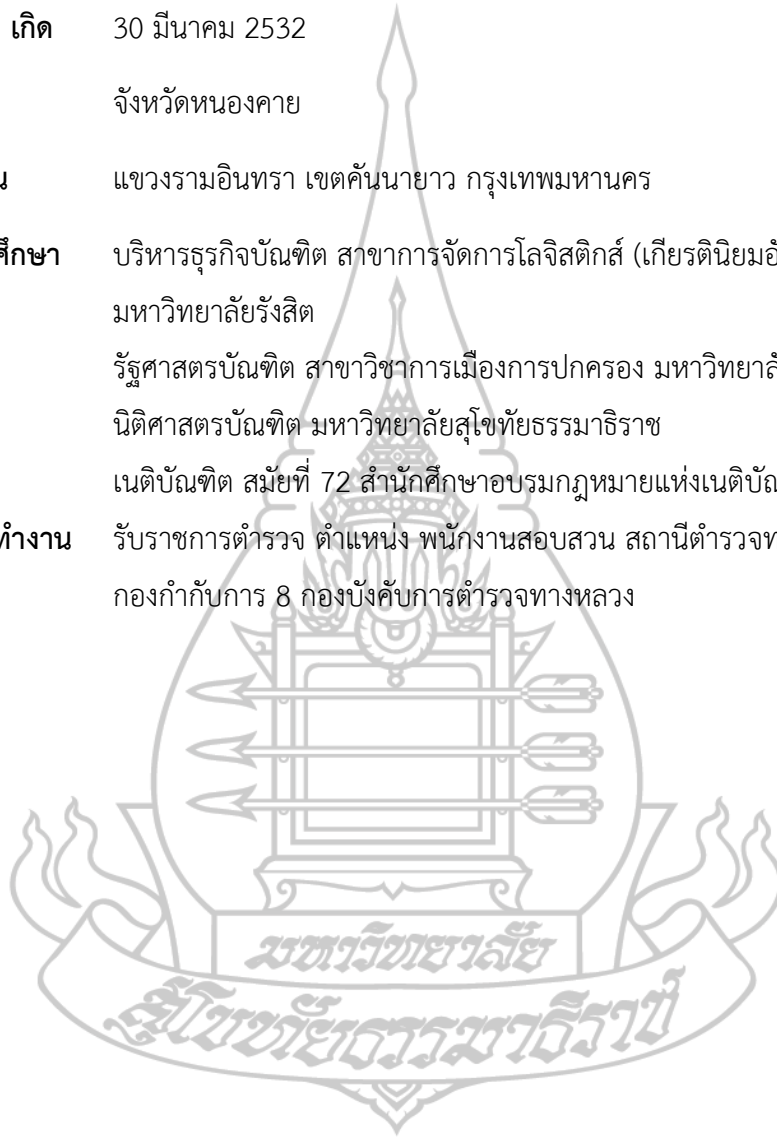 เกิด 30 มีนาคม 2532
จังหวัดหนองคาย
แขวงรามอินทรา เขตคันนายาว กรุงเทพมหานคร
ศึกษา บริหารธุรกิจบัณฑิต สาขาการจัดการโลจิสติกส์ (เกียรตินิยมอั
มหาวิทยาลัยรังสิต
รัฐศาสตรบัณฑิต สาขาวิชาการเมืองการปกครอง มหาวิทยาลั
นิติศาสตรบัณฑิต มหาวิทยาลัยสุโขทัยธรรมาธิราช
เนติบัณฑิต สมัยที่ 72 สำนักศึกษาอบรมกฎหมายแห่งเนติบัณ
ทำงาน รับราชการตำรวจ ตำแหน่ง พนักงานสอบสวน สถานีตำรวจท
กองกำกับการ 8 กองบังคับการตำรวจทางหลวง
มหาวิทยาลัย
สุโขทัยธรรมาธิราช